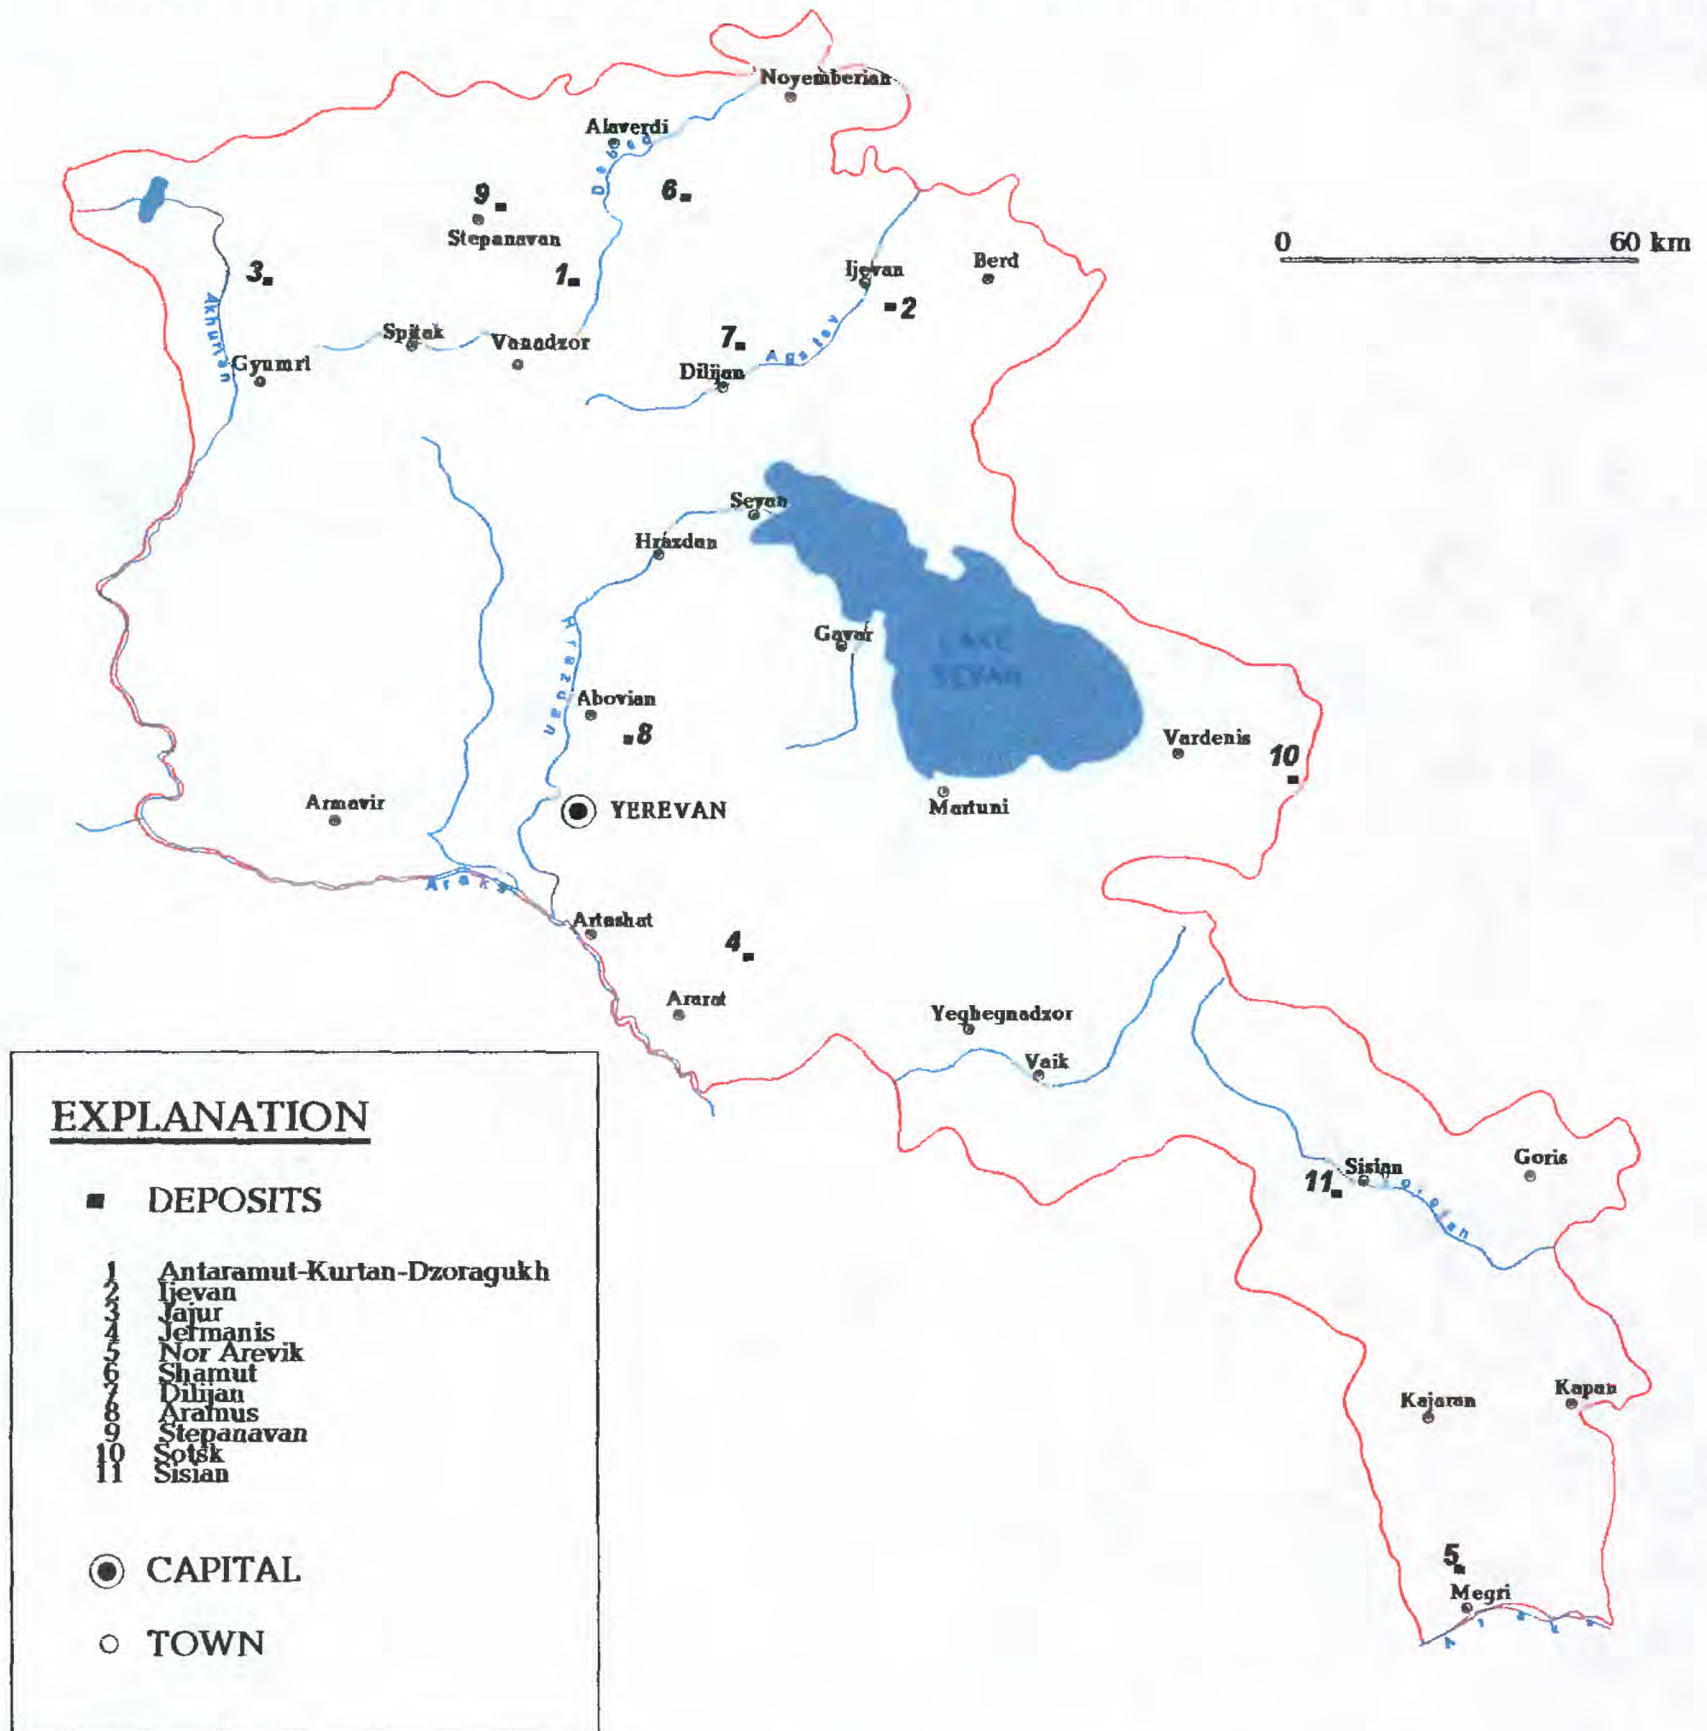 Noyemberian
Alaverdi
Debed
6
9
Stepanavan
0 60 km
Ijevan
Berd
3
1
2
Akhurian
Spitak
Vanadzor
7
Agstev
Gyumri
Dilijan
Sevan
Hrazdan
Hrazdan
Gavar
LAKE
SEVAN
Abovian
8
Vardenis
10
Armavir
YEREVAN
Martuni
Araks
Artashat
4
Ararat
Yeghegnadzor
Vaik
Sisian
Goris
11
Vorotan
Kajaran
Kapan
5
Megri
Araks
EXPLANATION
DEPOSITS
1 Antaramut-Kurtan-Dzoragukh
2 Ijevan
3 Jajur
4 Jermanis
5 Nor Arevik
6 Shamut
7 Dilijan
8 Aramus
9 Stepanavan
10 Sotsk
11 Sisian
CAPITAL
TOWN